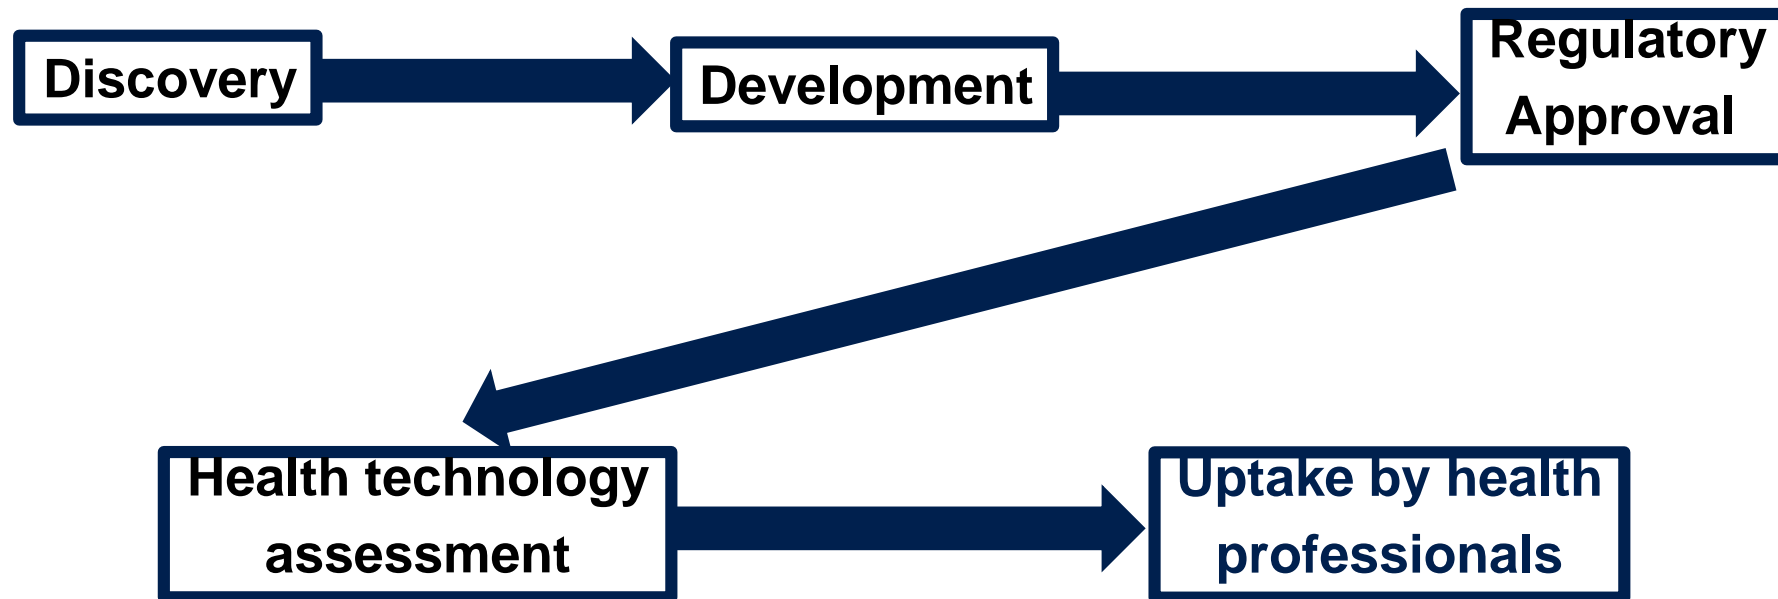 Discovery
Development
Regulatory
Approval
Health technology
assessment
Uptake by health
professionals